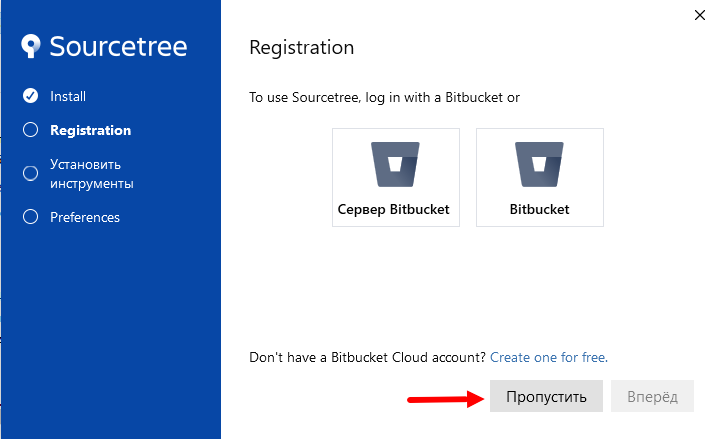 Sourcetree
Install
Registration
Установить
инструменты
Preferences
Registration
To use Sourcetree, log in with a Bitbucket or
Сервер Bitbucket
Bitbucket
Don't have a Bitbucket Cloud account? Create one for free.
Пропустить
Вперёд